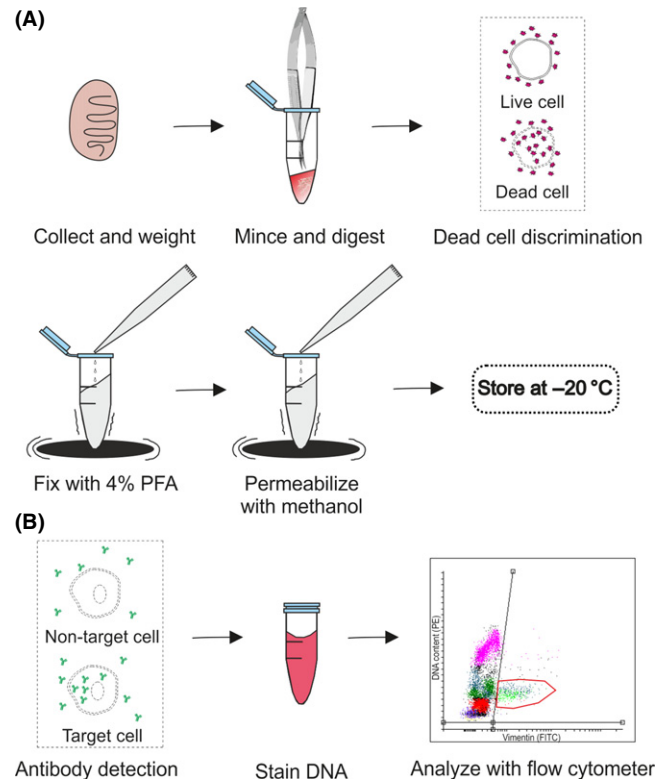 (A)
Live cell
Dead cell
Collect and weight
Mince and digest
Dead cell discrimination
Store at –20 °C
Fix with 4% PFA
Permeabilize
with methanol
(B)
Non-target cell
Target cell
DNA content (PE)
Vimentin (FITC)
Antibody detection
Stain DNA
Analyze with flow cytometer